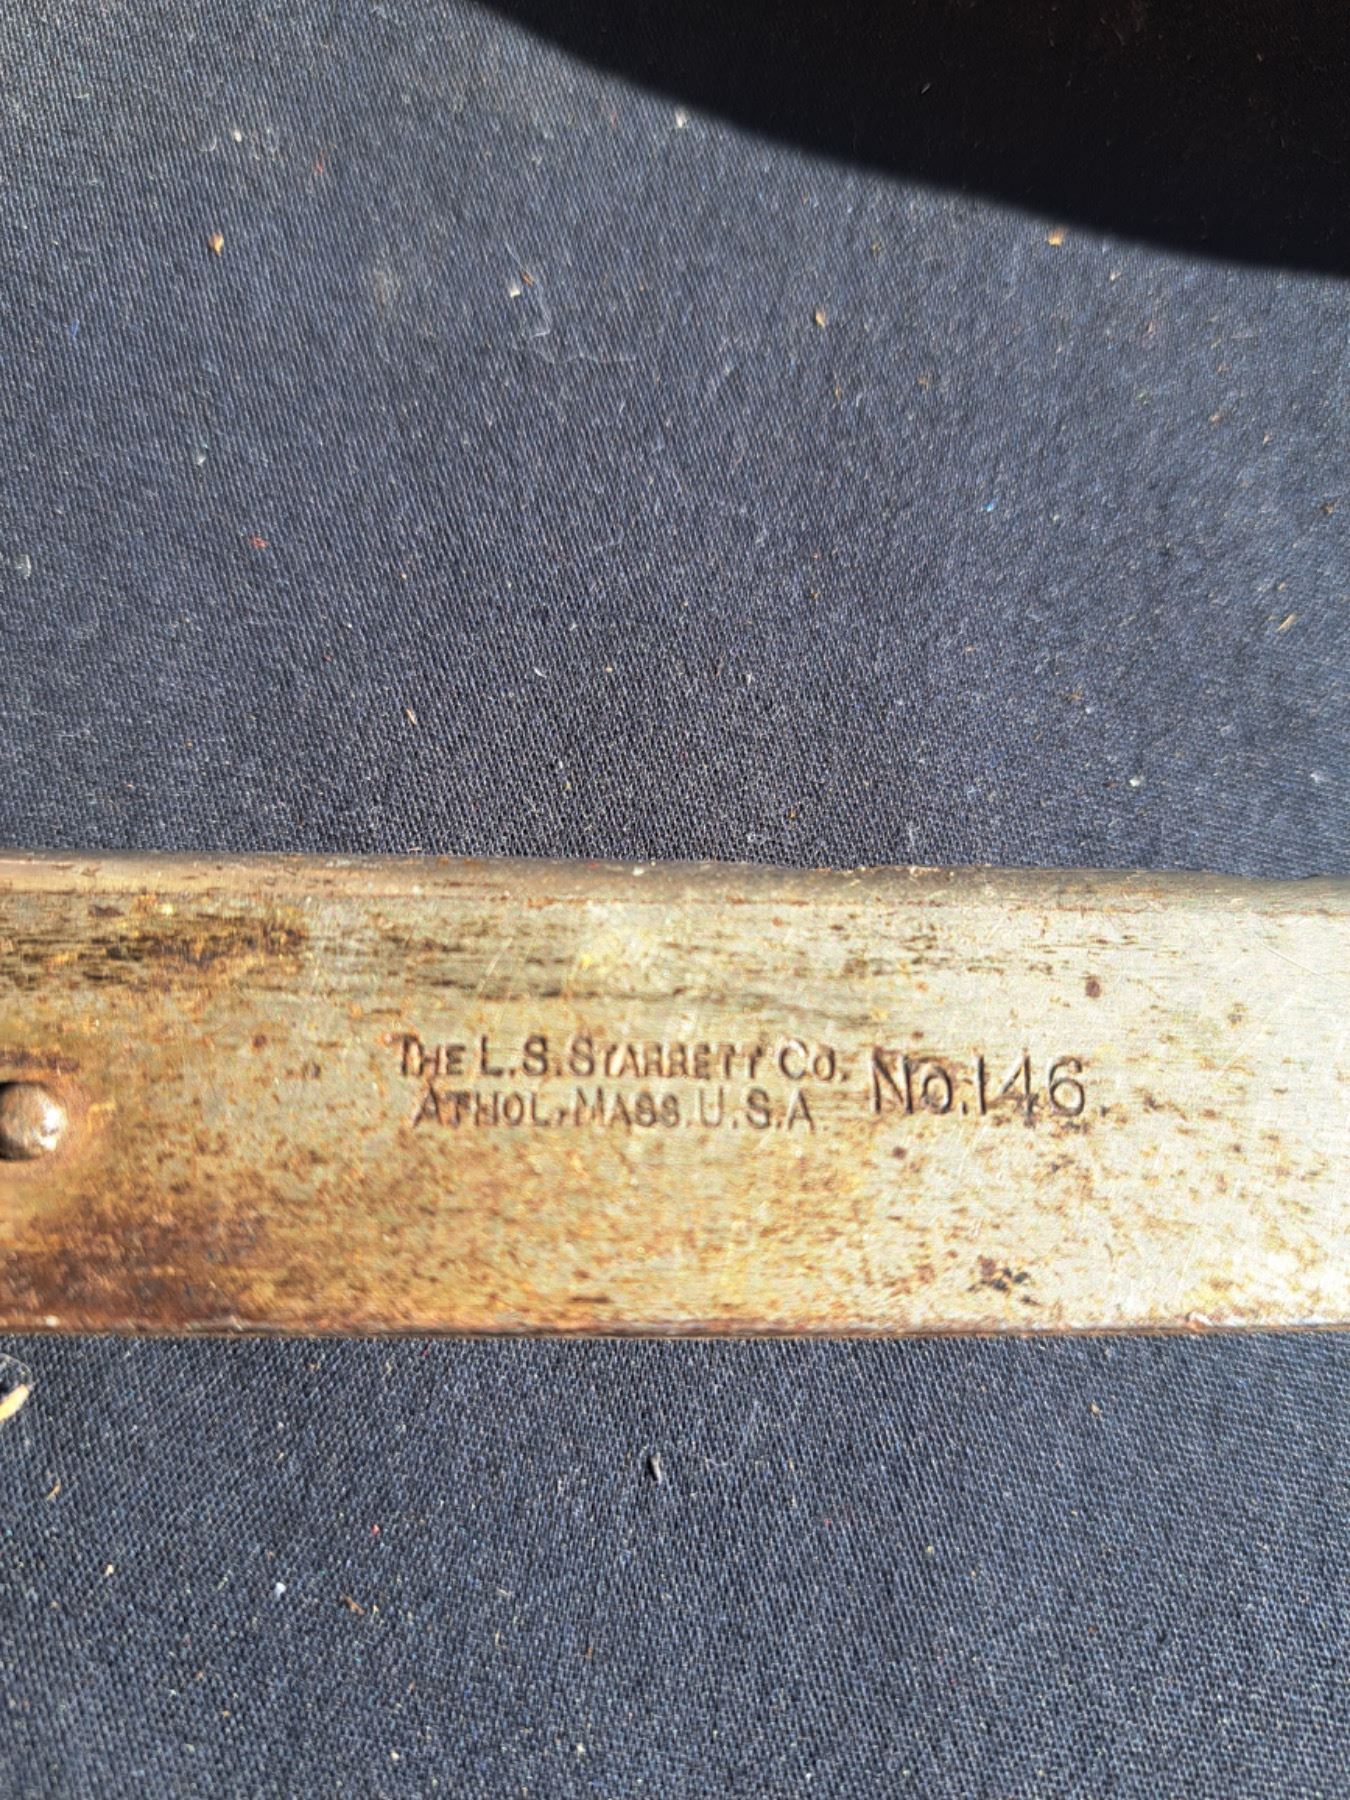 THE L.S. STARRETT CO.
ATHOL, MASS. U.S.A. No. 146.